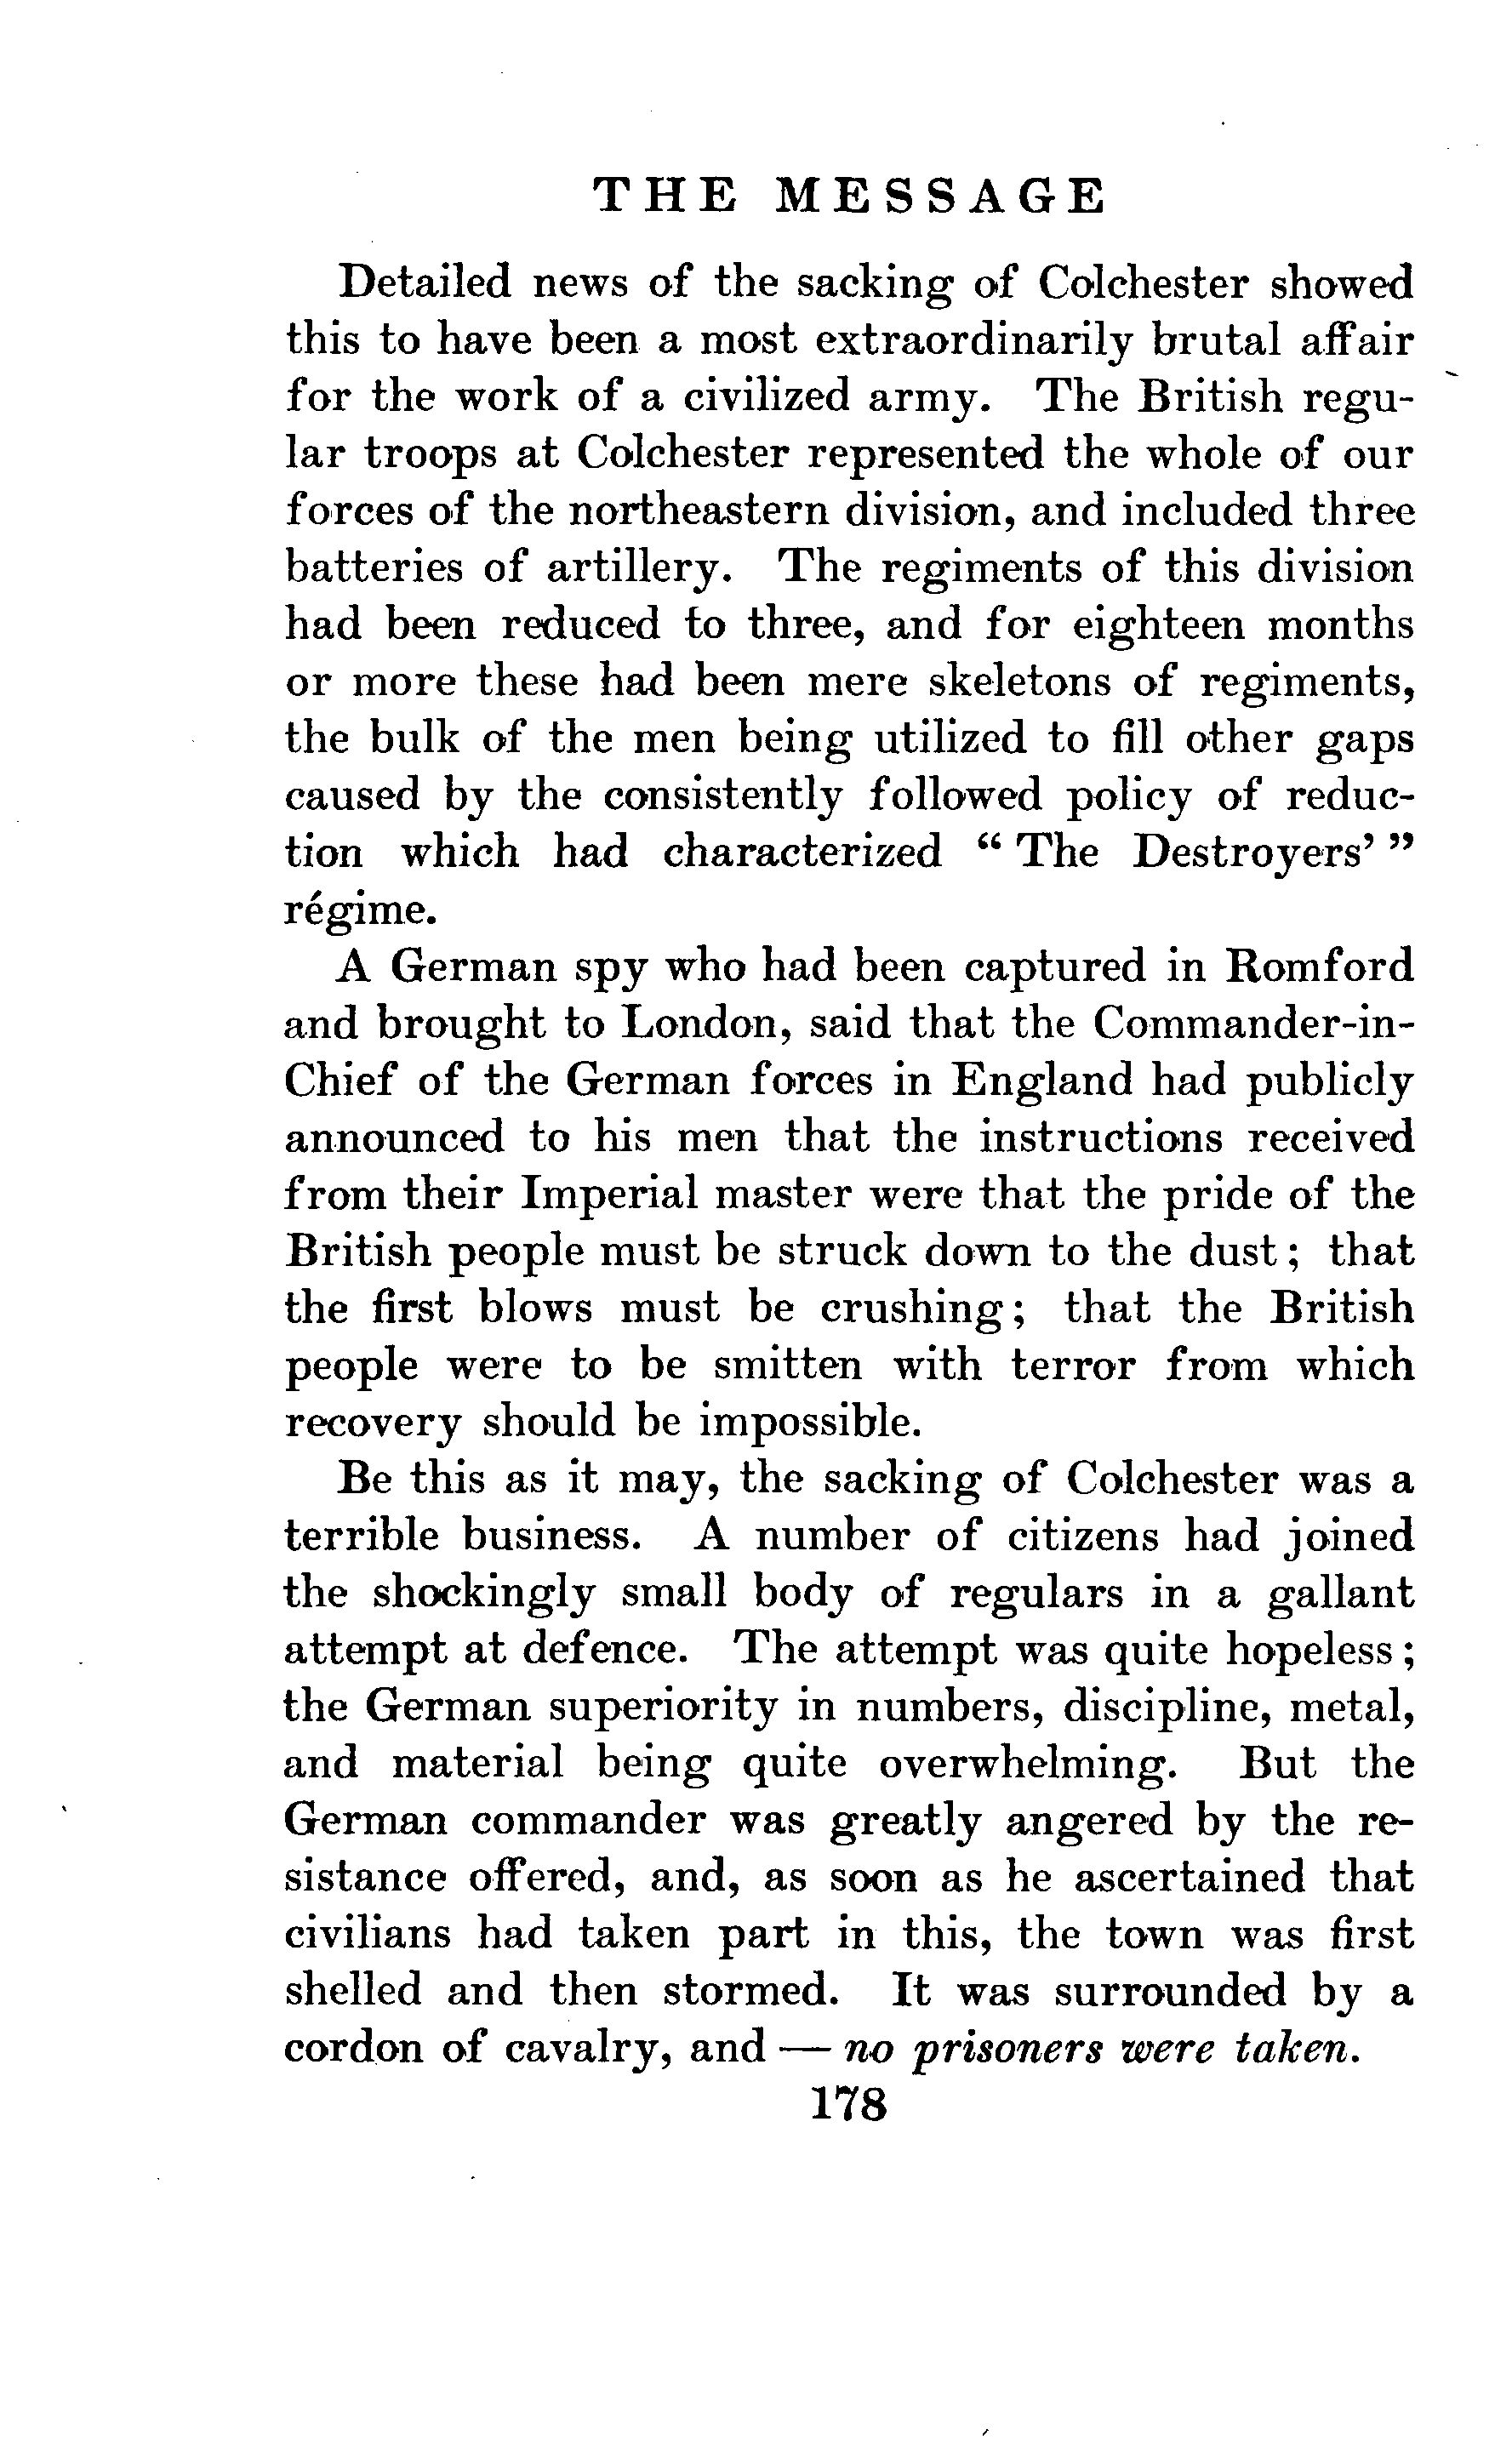 THE MESSAGE
Detailed news of the sacking of Colchester showed
this to have been a most extraordinarily brutal affair
for the work of a civilized army. The British regu-
lar troops at Colchester represented the whole of our
forces of the northeastern division, and included three
batteries of artillery. The regiments of this division
had been reduced to three, and for eighteen months
or more these had been mere skeletons of regiments,
the bulk of the men being utilized to fill other gaps
caused by the consistently followed policy of reduc-
tion which had characterized “ The Destroyers’ ”
régime.
A German spy who had been captured in Romford
and brought to London, said that the Commander-in-
Chief of the German forces in England had publicly
announced to his men that the instructions received
from their Imperial master were that the pride of the
British people must be struck down to the dust ; that
the first blows must be crushing ; that the British
people were to be smitten with terror from which
recovery should be impossible.
Be this as it may, the sacking of Colchester was a
terrible business. A number of citizens had joined
the shockingly small body of regulars in a gallant
attempt at defence. The attempt was quite hopeless ;
the German superiority in numbers, discipline, metal,
and material being quite overwhelming. But the
German commander was greatly angered by the re-
sistance offered, and, as soon as he ascertained that
civilians had taken part in this, the town was first
shelled and then stormed. It was surrounded by a
cordon of cavalry, and — no prisoners were taken.
178